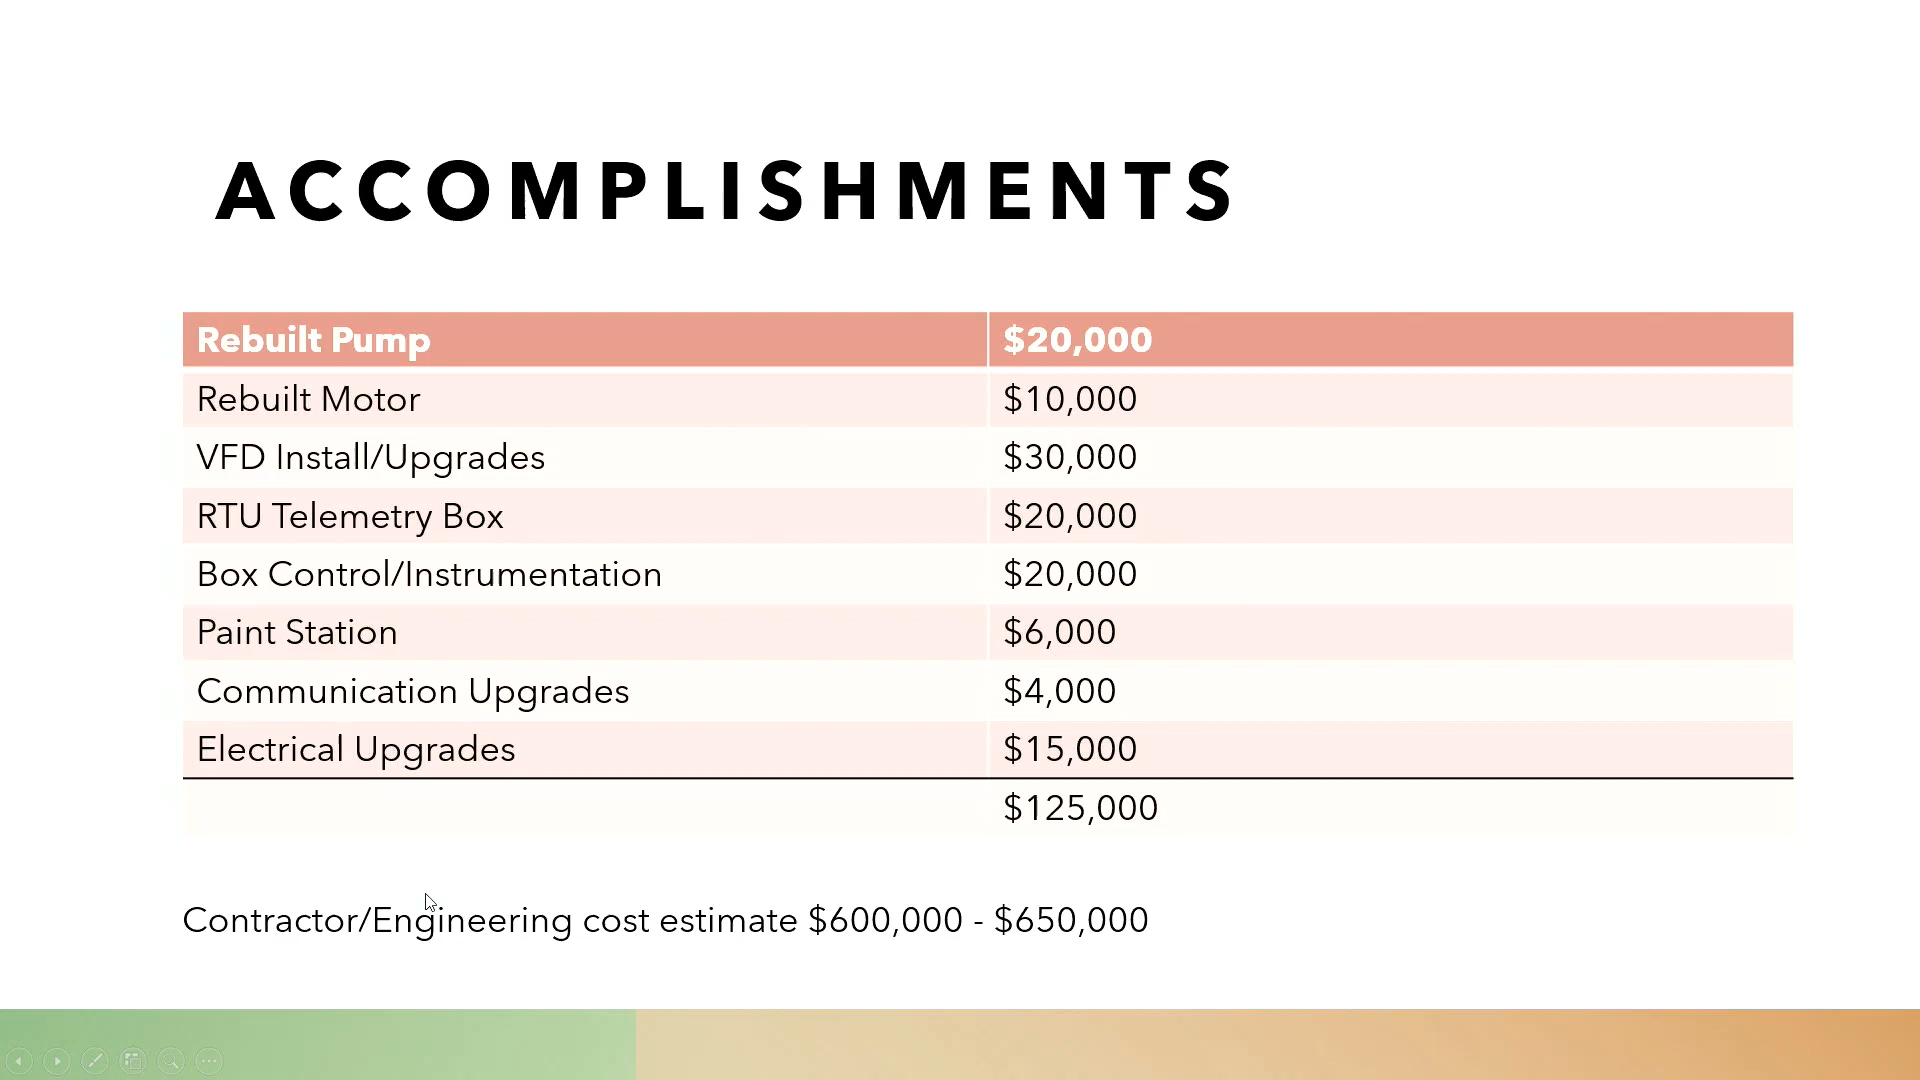 ACCOMPLISHMENTS
Rebuilt Pump $20,000
Rebuilt Motor $10,000
VFD Install/Upgrades $30,000
RTU Telemetry Box $20,000
Box Control/Instrumentation $20,000
Paint Station $6,000
Communication Upgrades $4,000
Electrical Upgrades $15,000
$125,000
Contractor/Engineering cost estimate $600,000 - $650,000